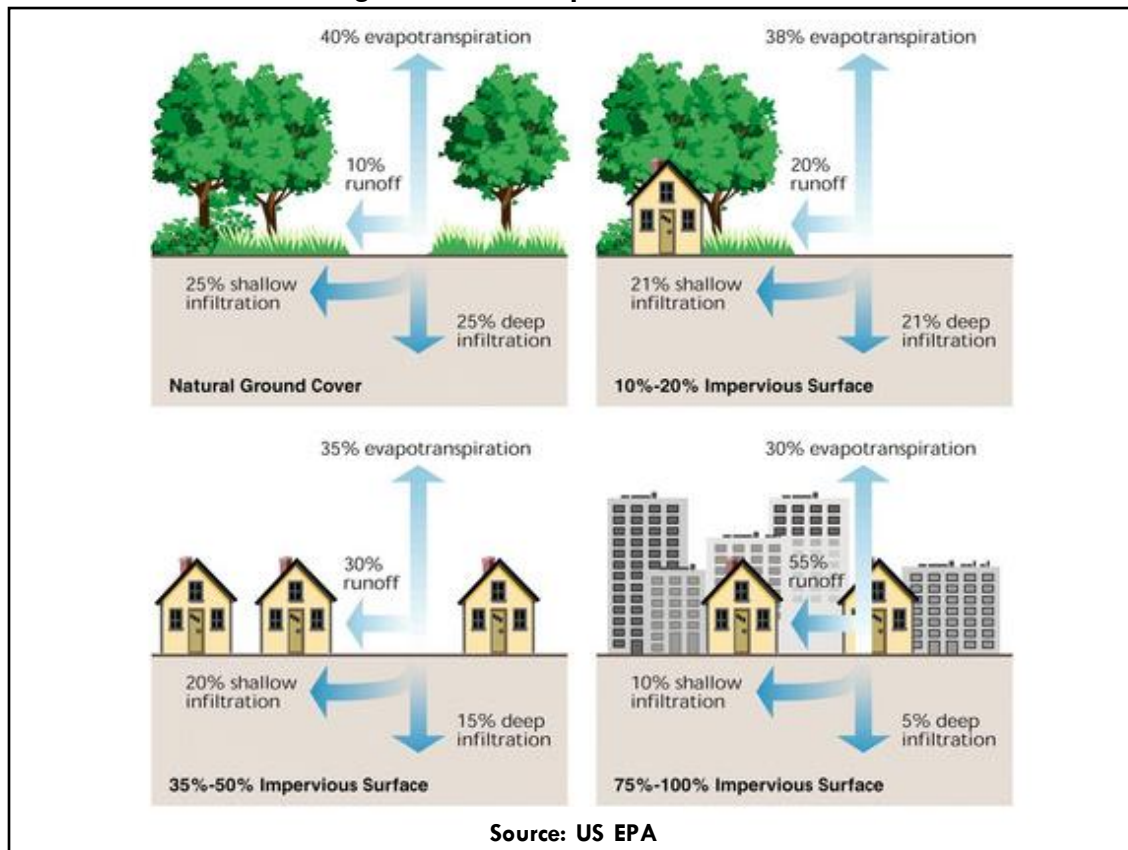 40% evapotranspiration
10%
runoff
25% shallow
infiltration
25% deep
infiltration
Natural Ground Cover
38% evapotranspiration
20%
runoff
21% shallow
infiltration
21% deep
infiltration
10%-20% Impervious Surface
35% evapotranspiration
30%
runoff
20% shallow
infiltration
15% deep
infiltration
35%-50% Impervious Surface
30% evapotranspiration
55%
runoff
10% shallow
infiltration
5% deep
infiltration
75%-100% Impervious Surface
Source: US EPA